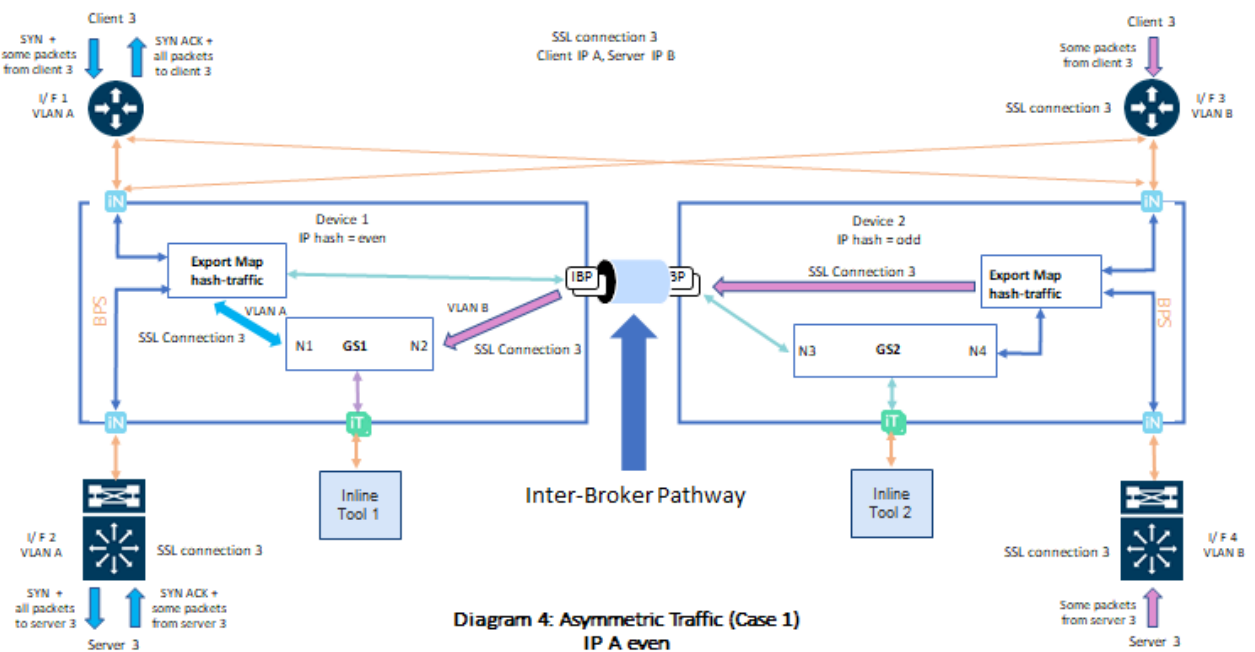 Client 3
SYN +
some packets
from client 3
SYN ACK +
all packets
to client 3
SSL connection 3
Client IP A, Server IP B
Client 3
Some packets
from client 3
I/F 1
VLAN A
SSL connection 3
I/F 3
VLAN B
iN
iN
Device 1
IP hash = even
Device 2
IP hash = odd
Export Map
hash-traffic
IBP
BP
SSL Connection 3
Export Map
hash-traffic
BPS
VLAN A
VLAN B
BPS
SSL Connection 3
N1 GS1 N2
SSL Connection 3
N3 GS2 N4
iN
iT
iT
iN
Inline
Tool 1
Inter-Broker Pathway
Inline
Tool 2
I/F 2
VLAN A
SSL connection 3
SSL connection 3
I/F 4
VLAN B
SYN +
all packets
to server 3
SYN ACK +
some packets
from server 3
Server 3
Some packets
from server 3
Server 3
Diagram 4: Asymmetric Traffic (Case 1)
IP A even